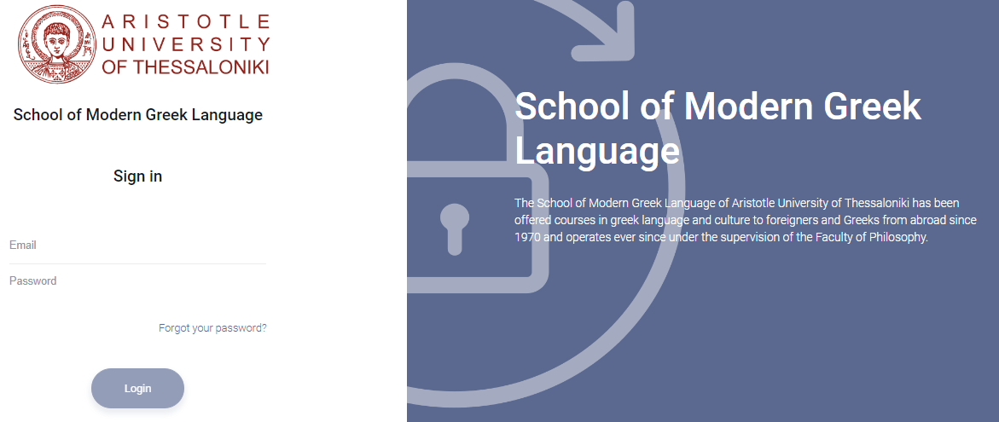 ARISTOTLE
UNIVERSITY
OF THESSALONIKI
School of Modern Greek Language
Sign in
Email
Password
Forgot your password?
Login
School of Modern Greek
Language
The School of Modern Greek Language of Aristotle University of Thessaloniki has been
offered courses in greek language and culture to foreigners and Greeks from abroad since
1970 and operates ever since under the supervision of the Faculty of Philosophy.